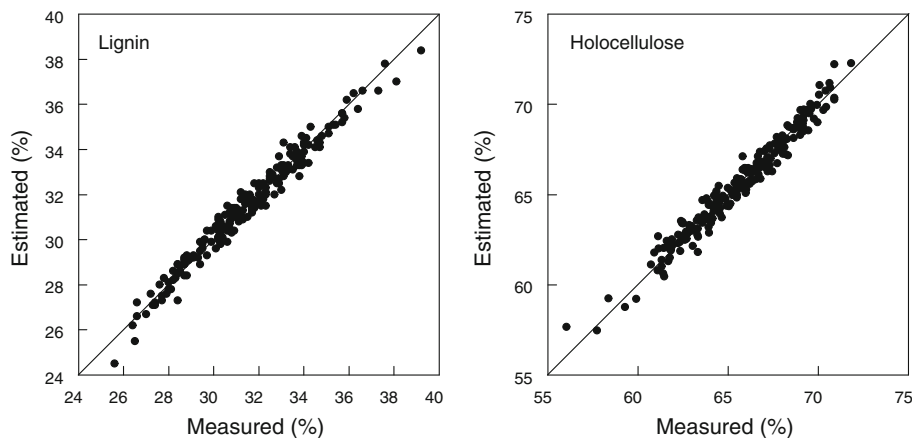 Lignin
Estimated (%)
40
38
36
34
32
30
28
26
24
24 26 28 30 32 34 36 38 40
Measured (%)
Holocellulose
Estimated (%)
75
70
65
60
55
55 60 65 70 75
Measured (%)